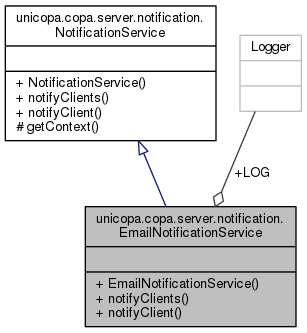 unicopa.copa.server.notification.
NotificationService
+ NotificationService()
+ notifyClients()
+ notifyClient()
# getContext()
Logger
+LOG
unicopa.copa.server.notification.
EmailNotificationService
+ EmailNotificationService()
+ notifyClients()
+ notifyClient()